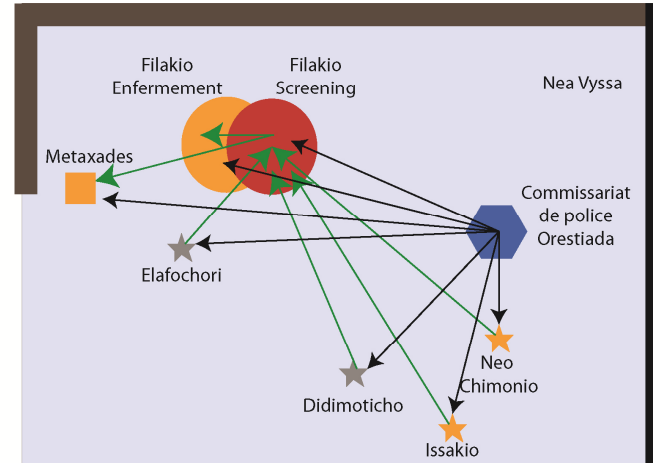 Filakio
Enfermement
Filakio
Screening
Nea Vyssa
Metaxades
Commissariat
de police
Orestiada
Elafochori
Neo
Chimonio
Didimoticho
Issakio